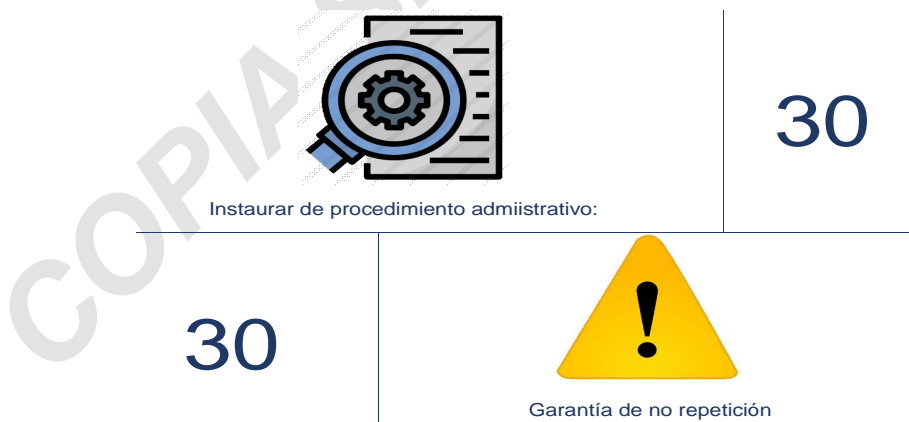 30
Instaurar de procedimiento admiistrativo:
30
Garantía de no repetición
COPIA S